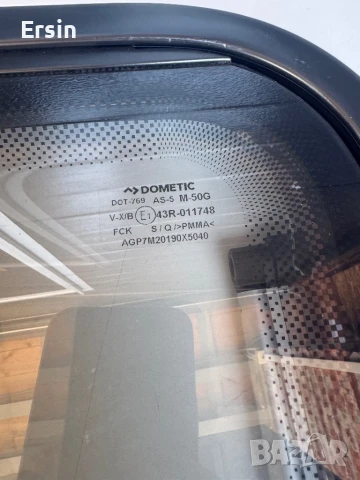 Ersin
DOMETIC
DOT-769 AS-5 M-50G
V-X/B E1 43R-011748
FCK S/Q/>PMMA<
AGP7M20190X5040
BAZAR